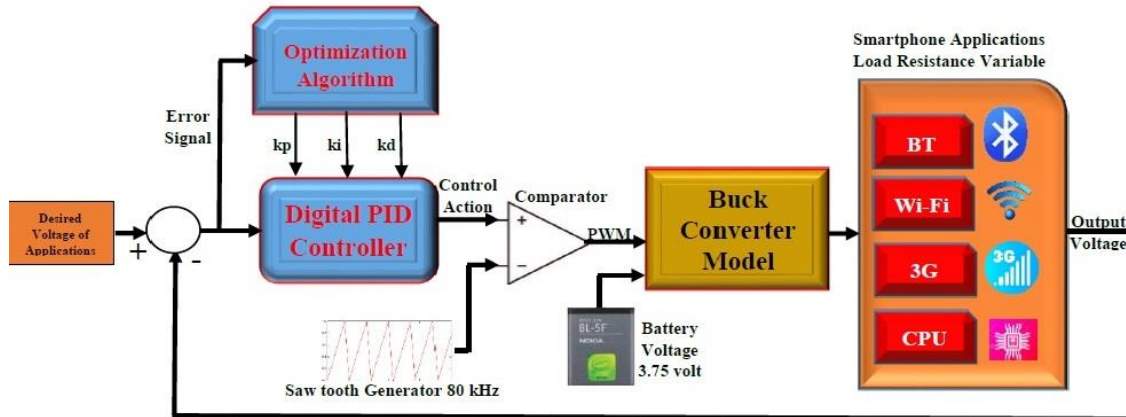 Optimization
Algorithm
Smartphone Applications
Load Resistance Variable
Error
Signal
kp
ki
kd
BT
Control
Action
Comparator
Desired
Voltage of
Applications
+
-
Digital PID
Controller
+
−
PWM
Buck
Converter
Model
Wi-Fi
Output
Voltage
3G
3G
BL-5F
NOKIA
Battery
Voltage
3.75 volt
CPU
Saw tooth Generator 80 kHz